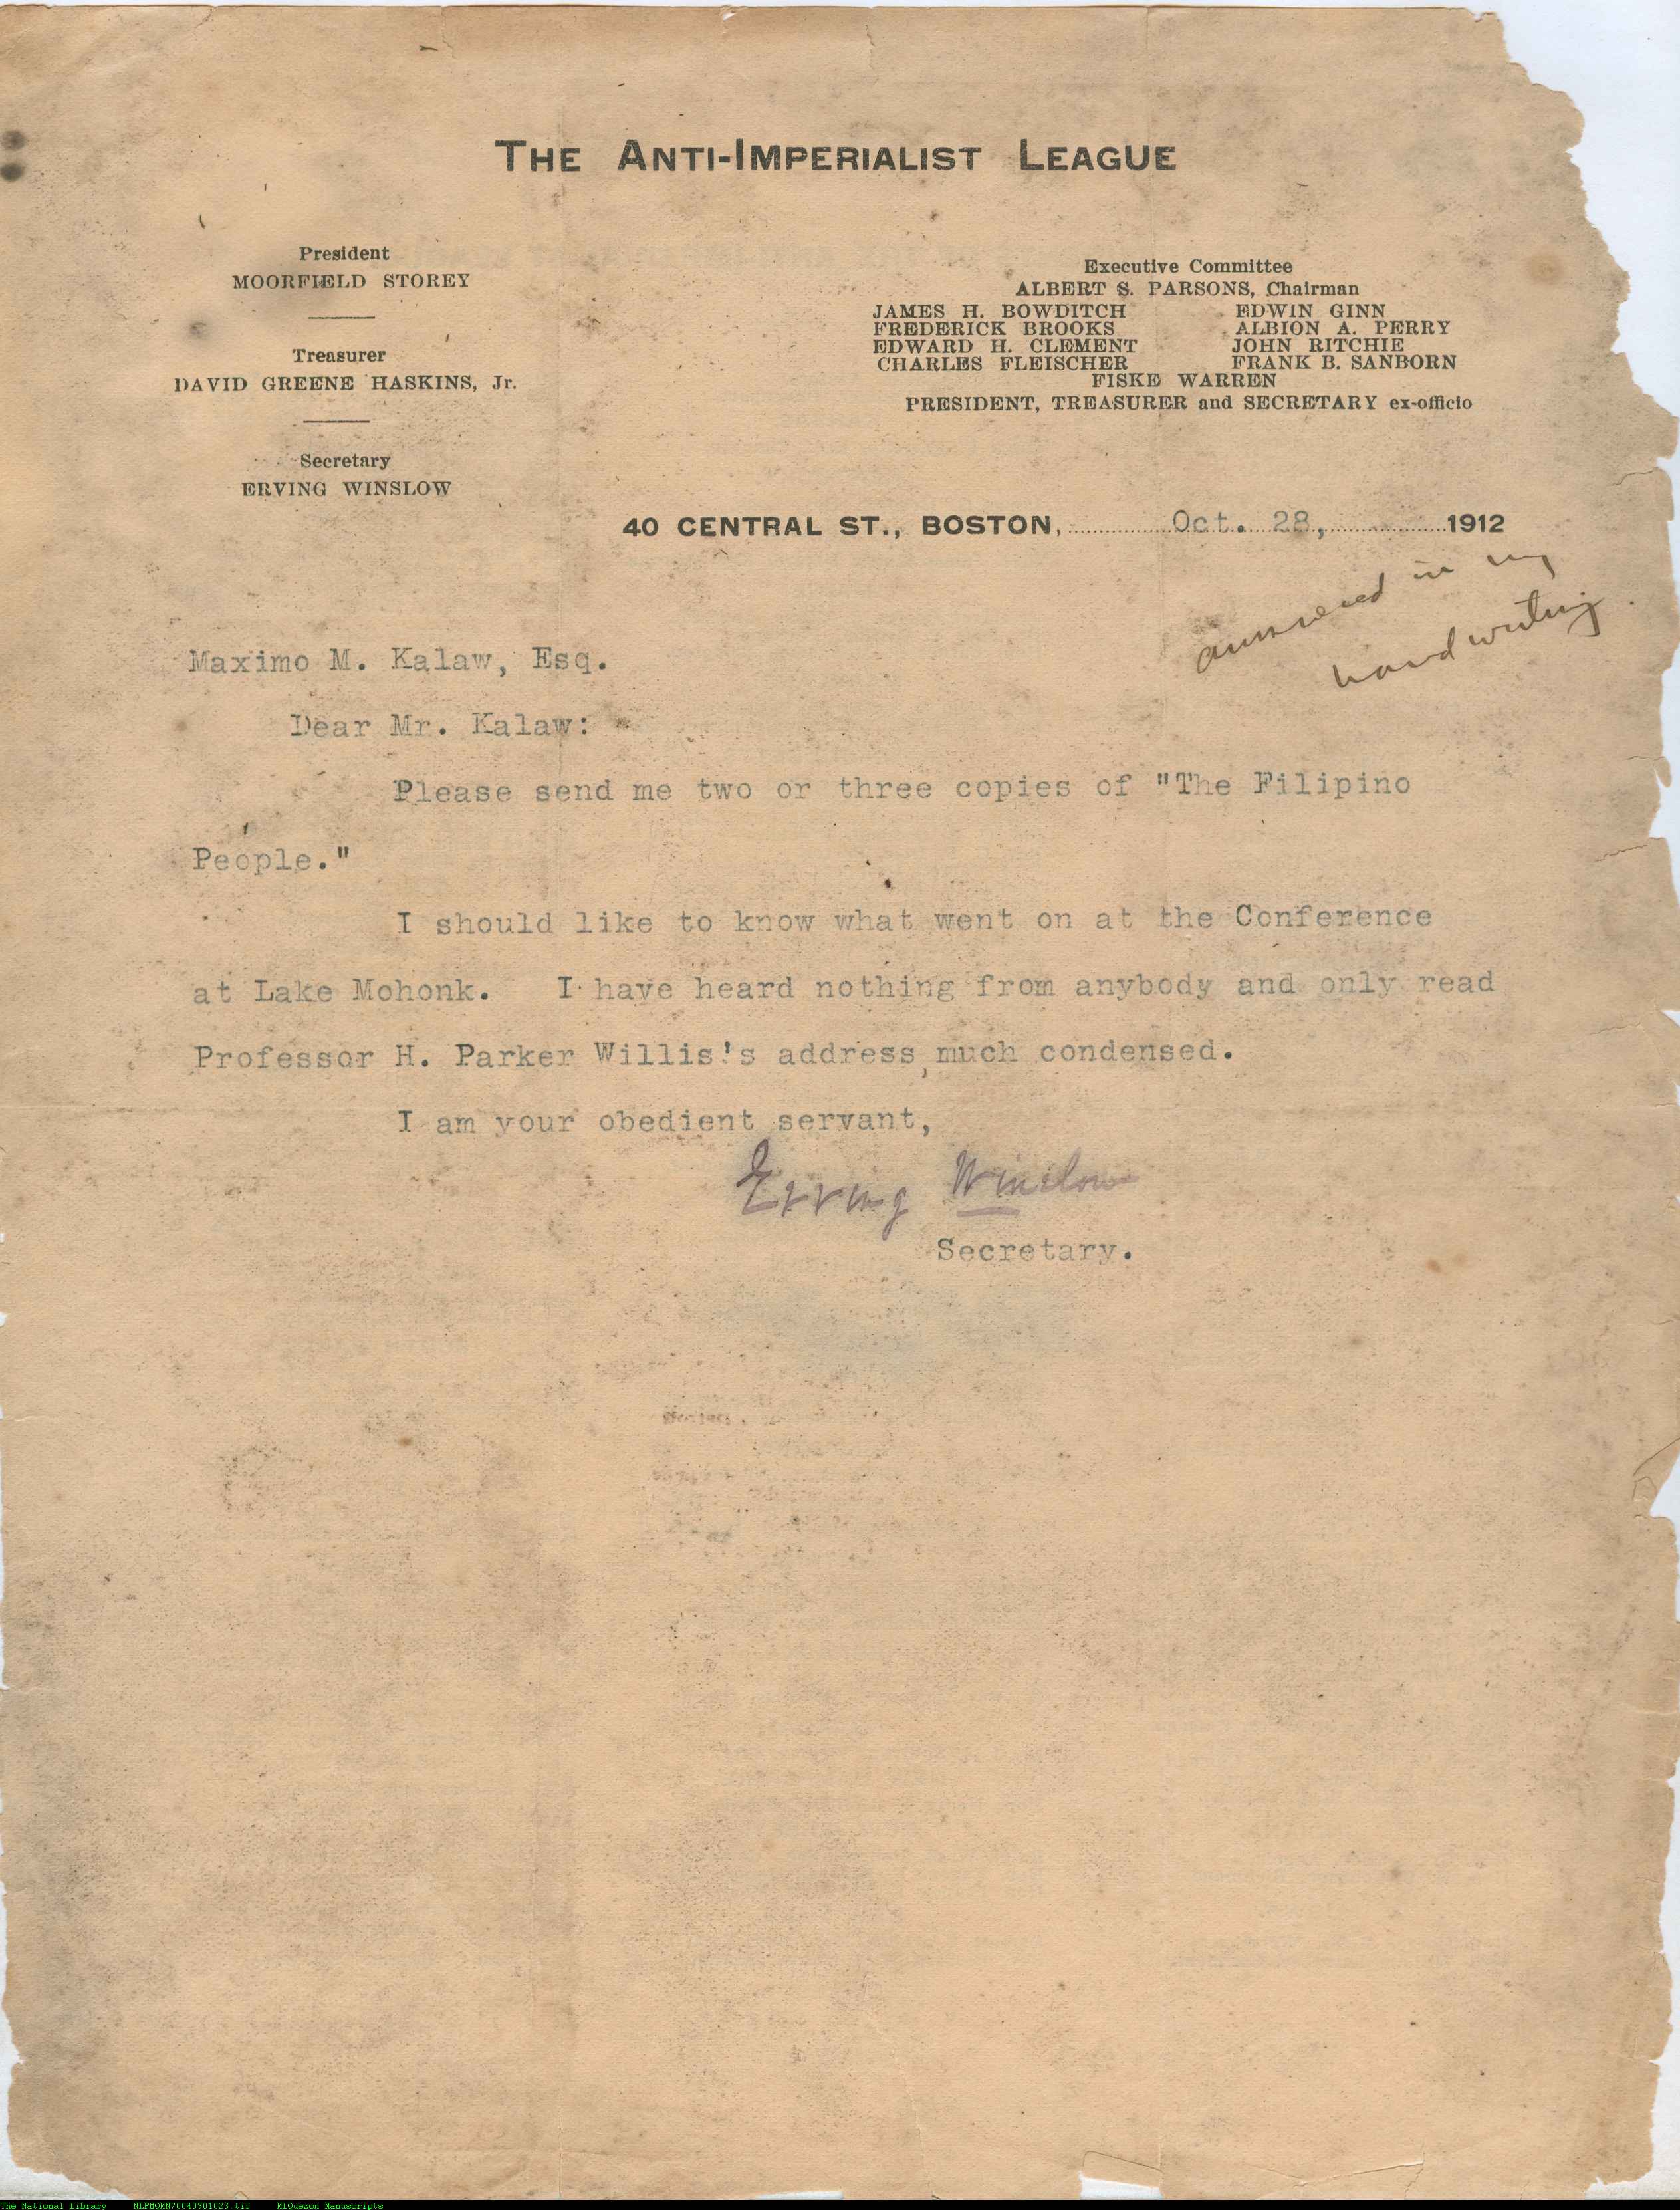 THE ANTI-IMPERIALIST LEAGUE
President
MOORFIELD STOREY
Treasurer
DAVID GREENE HASKINS, Jr.
Secretary
ERVING WINSLOW
Executive Committee
ALBERT S. PARSONS, Chairman
JAMES H. BOWDITCH EDWIN GINN
FREDERICK BROOKS ALBION A. PERRY
EDWARD H. CLEMENT JOHN RITCHIE
CHARLES FLEISCHER FRANK B. SANBORN
FISKE WARREN
PRESIDENT, TREASURER and SECRETARY ex-officio
40 CENTRAL ST., BOSTON, Oct. 28, 1912
answered in my
handwriting.
Maximo M. Kalaw, Esq.
Dear Mr. Kalaw:
Please send me two or three copies of "The Filipino
People."
I should like to know what went on at the Conference
at Lake Mohonk. I have heard nothing from anybody and only read
Professor H. Parker Willis's address, much condensed.
I am your obedient servant,
Erving Winslow
Secretary.
The National Library NLPMQMN70040901023.tif MLQuezon Manuscripts